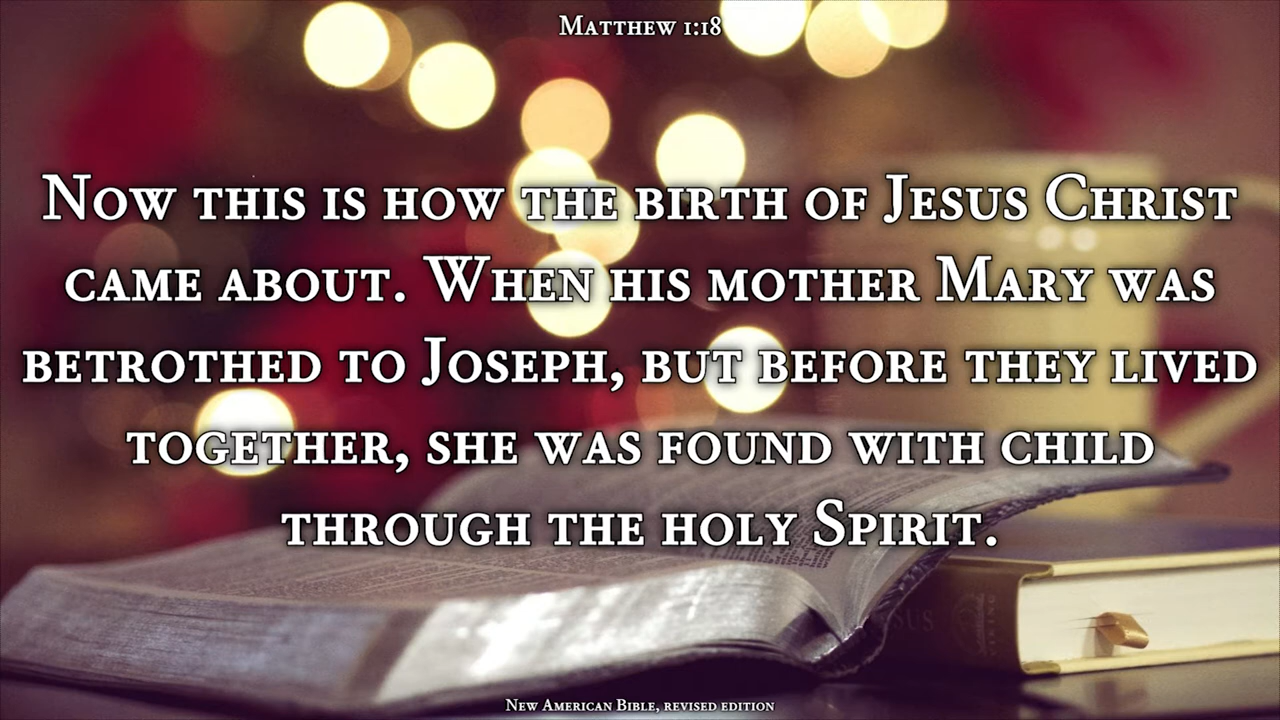 Matthew 1:18
Now this is how the birth of Jesus Christ
came about. When his mother Mary was
betrothed to Joseph, but before they lived
together, she was found with child
through the holy Spirit.
New American Bible, revised edition